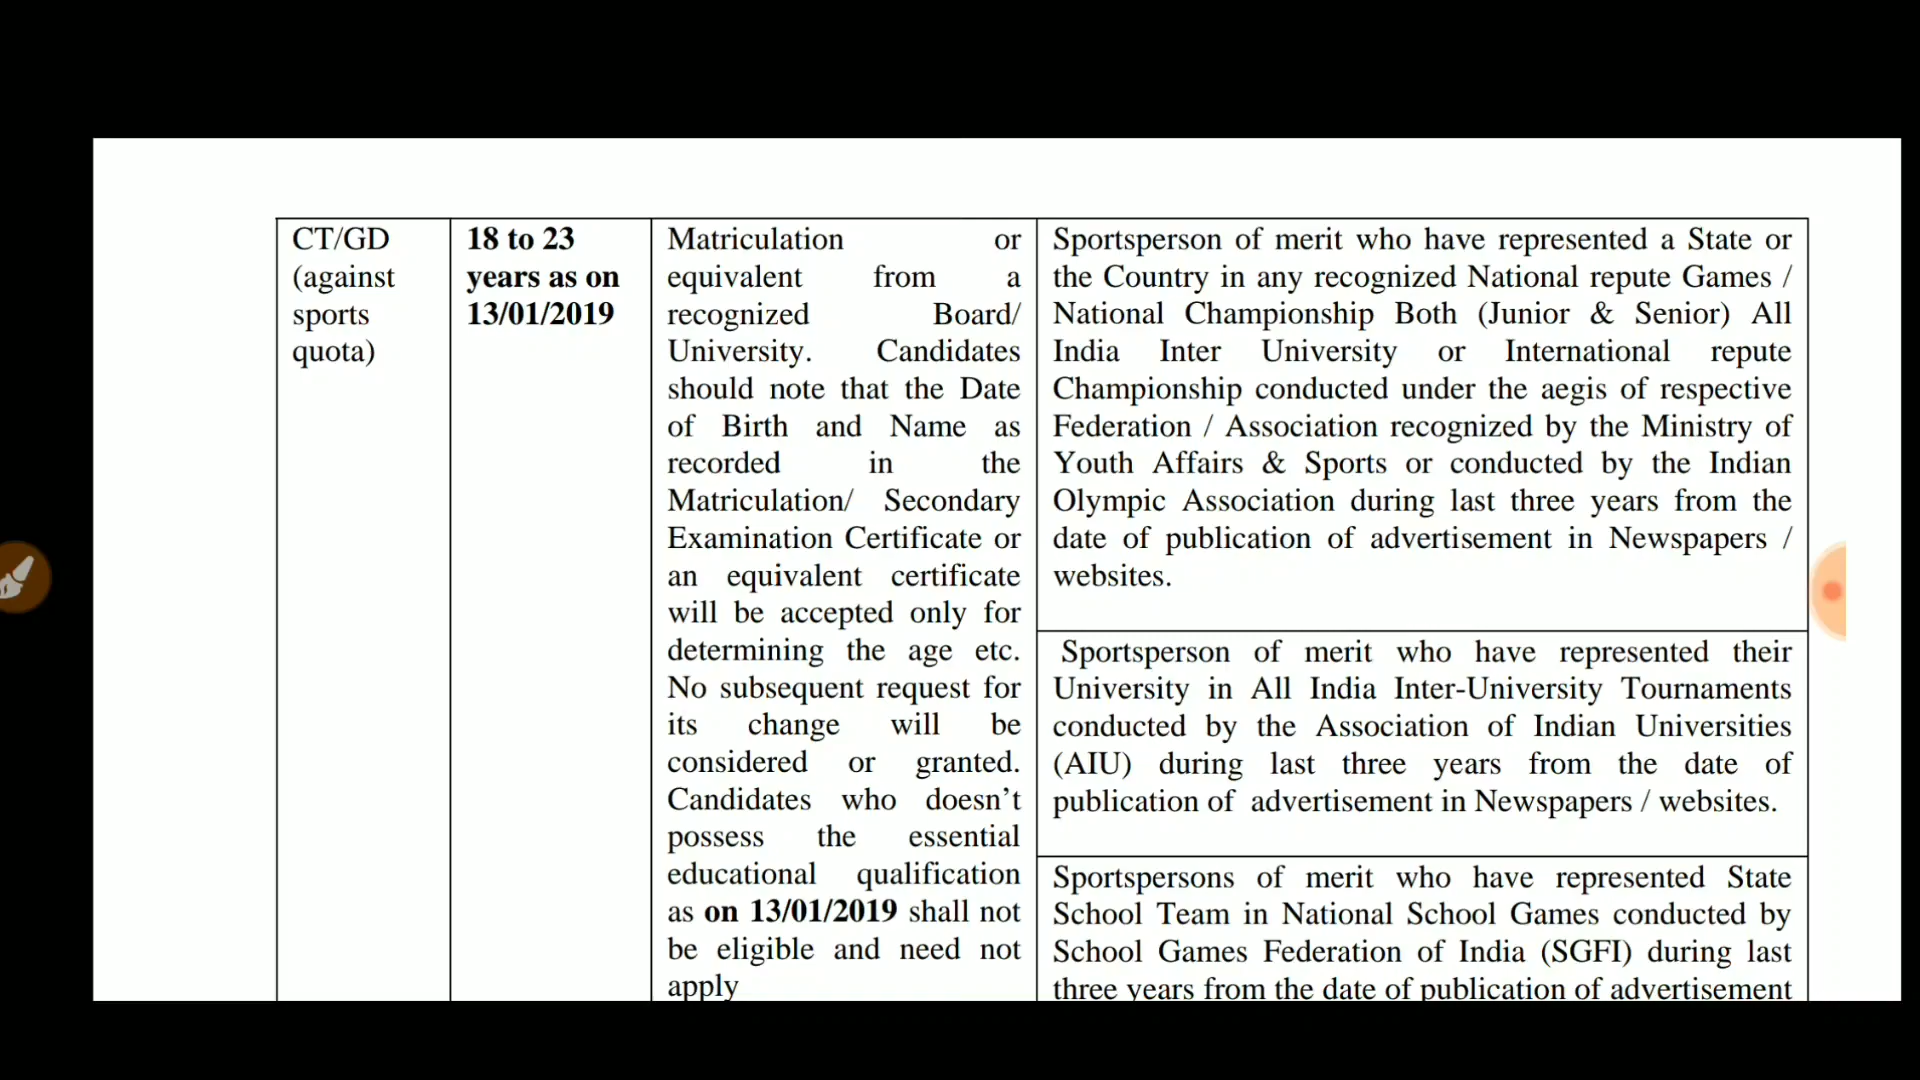 CT/GD
(against
sports
quota)
18 to 23
years as on
13/01/2019
Matriculation or
equivalent from a
recognized Board/
University. Candidates
should note that the Date
of Birth and Name as
recorded in the
Matriculation/ Secondary
Examination Certificate or
an equivalent certificate
will be accepted only for
determining the age etc.
No subsequent request for
its change will be
considered or granted.
Candidates who doesn’t
possess the essential
educational qualification
as on 13/01/2019 shall not
be eligible and need not
apply
Sportsperson of merit who have represented a State or
the Country in any recognized National repute Games /
National Championship Both (Junior & Senior) All
India Inter University or International repute
Championship conducted under the aegis of respective
Federation / Association recognized by the Ministry of
Youth Affairs & Sports or conducted by the Indian
Olympic Association during last three years from the
date of publication of advertisement in Newspapers /
websites.
Sportsperson of merit who have represented their
University in All India Inter-University Tournaments
conducted by the Association of Indian Universities
(AIU) during last three years from the date of
publication of advertisement in Newspapers / websites.
Sportspersons of merit who have represented State
School Team in National School Games conducted by
School Games Federation of India (SGFI) during last
three years from the date of publication of advertisement